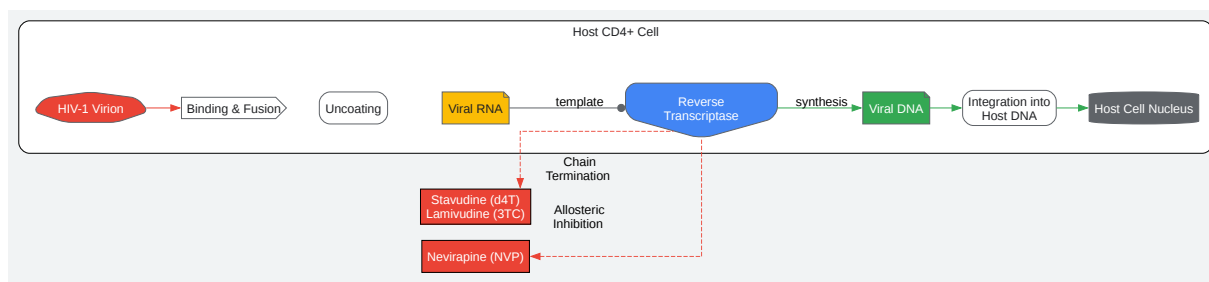 Host CD4+ Cell
HIV-1 Virion
Binding & Fusion
Uncoating
Viral RNA
template
Reverse
Transcriptase
synthesis
Viral DNA
Integration into
Host DNA
Host Cell Nucleus
Chain
Termination
Stavudine (d4T)
Lamivudine (3TC)
Allosteric
Inhibition
Nevirapine (NVP)